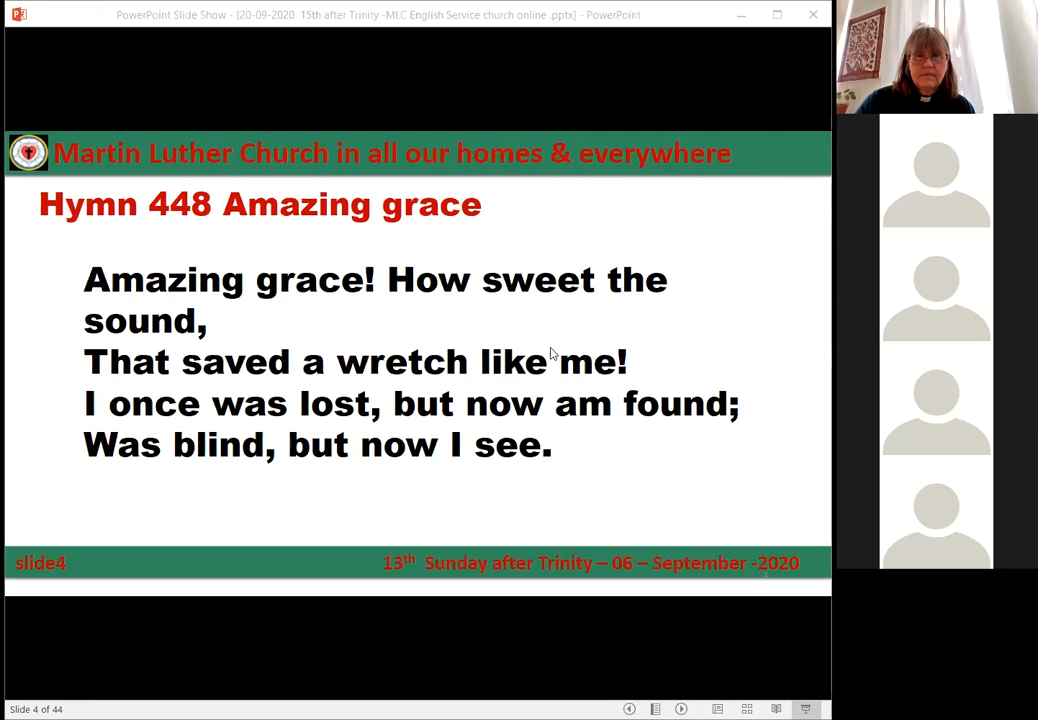 PowerPoint Slide Show - [20-09-2020 15th after Trinity -MLC English Service church online .pptx] - PowerPoint
Martin Luther Church in all our homes & everywhere
Hymn 448 Amazing grace
Amazing grace! How sweet the
sound,
That saved a wretch like me!
I once was lost, but now am found;
Was blind, but now I see.
slide4
13th Sunday after Trinity – 06 – September -2020
Slide 4 of 44